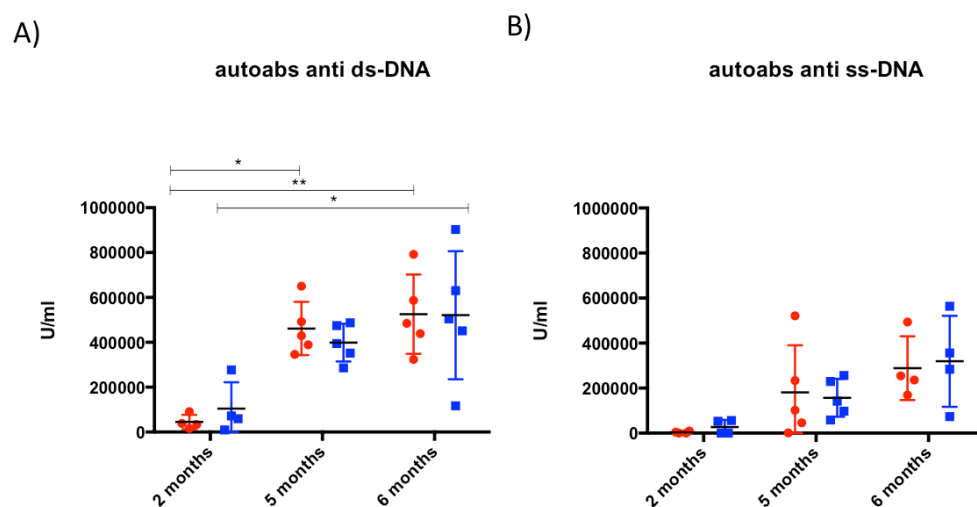 A)
autoabs anti ds-DNA
*
**
*
1000000
800000
600000
400000
200000
0
U/ml
2 months
5 months
6 months
B)
autoabs anti ss-DNA
1000000
800000
600000
400000
200000
0
U/ml
2 months
5 months
6 months